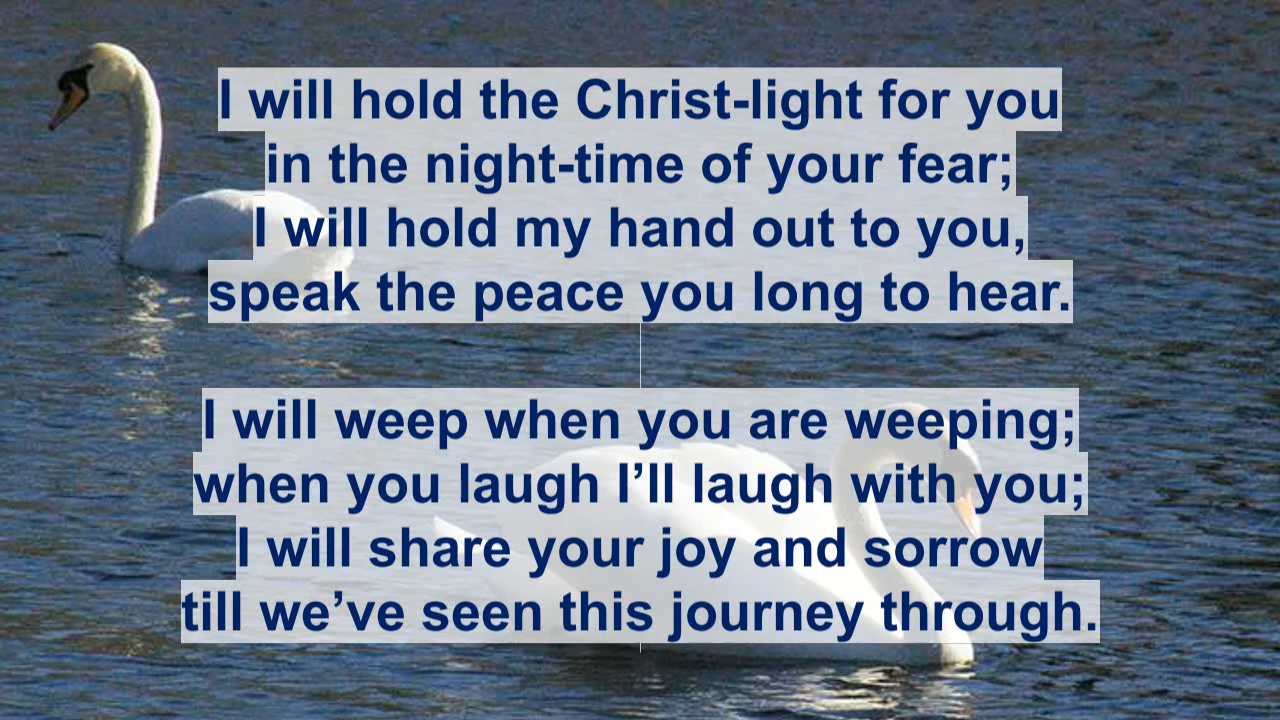 I will hold the Christ-light for you
in the night-time of your fear;
I will hold my hand out to you,
speak the peace you long to hear.
I will weep when you are weeping;
when you laugh I’ll laugh with you;
I will share your joy and sorrow
till we’ve seen this journey through.